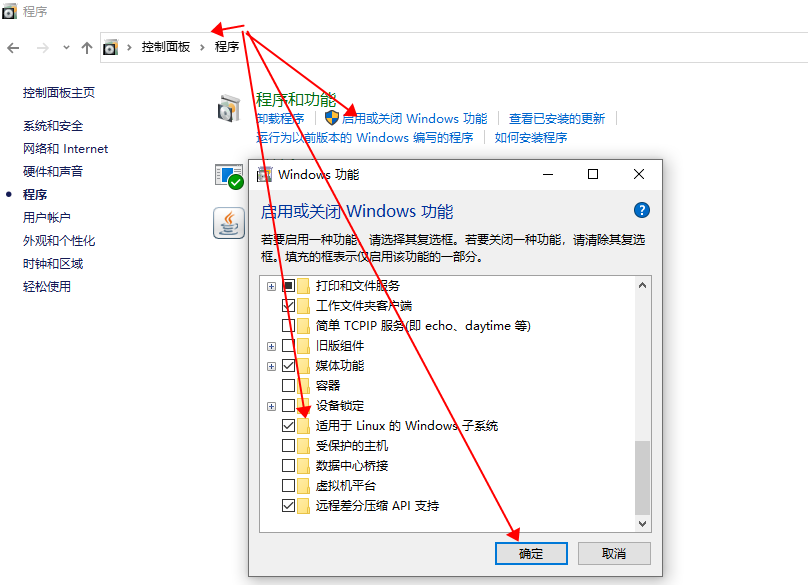 程序
控制面板 程序
控制面板主页
系统和安全
网络和 Internet
硬件和声音
程序
用户帐户
外观和个性化
时钟和区域
轻松使用
程序和功能
卸载程序 启用或关闭 Windows 功能 查看已安装的更新
运行为以前版本的 Windows 编写的程序 如何安装程序
Windows 功能
启用或关闭 Windows 功能
若要启用一种功能，请选择其复选框。若要关闭一种功能，请清除其复选
框。填充的框表示仅启用该功能的一部分。
打印和文件服务
工作文件夹客户端
简单 TCPIP 服务(即 echo、daytime 等)
旧版组件
媒体功能
容器
设备锁定
适用于 Linux 的 Windows 子系统
受保护的主机
数据中心桥接
虚拟机平台
远程差分压缩 API 支持
确定 取消